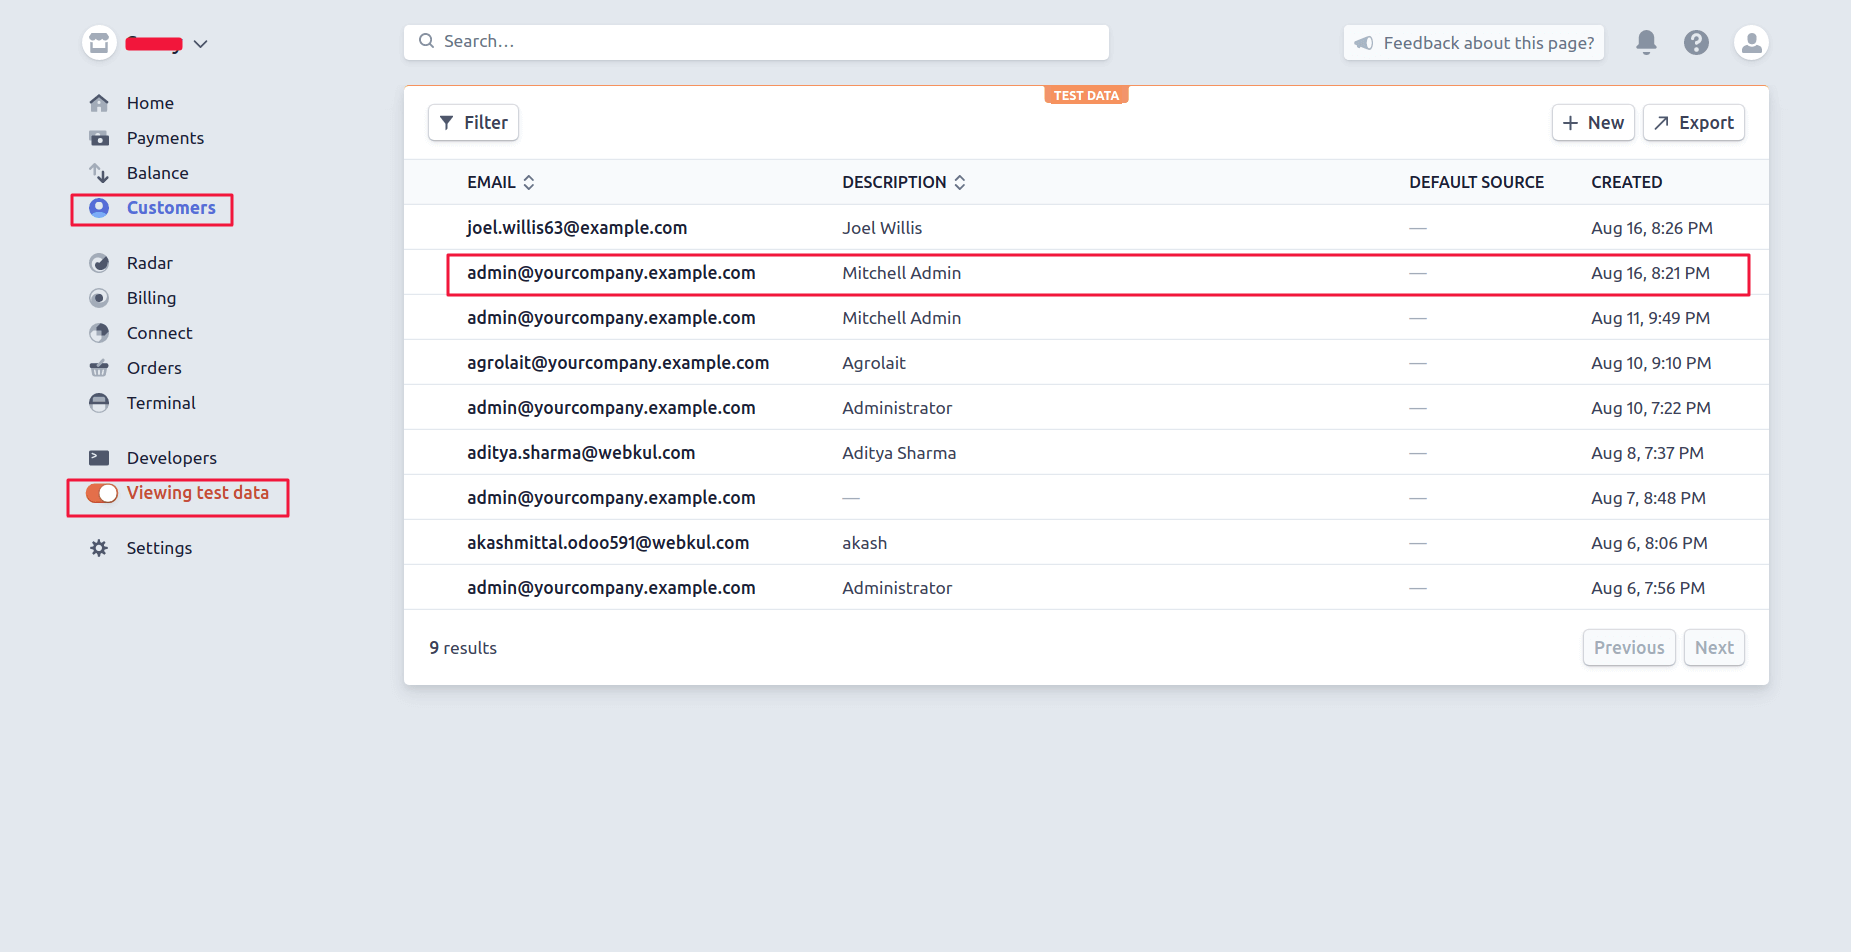 Search…
Feedback about this page?
Home
Payments
Balance
Customers
Radar
Billing
Connect
Orders
Terminal
Developers
Viewing test data
Settings
TEST DATA
Filter
New
Export
EMAIL DESCRIPTION DEFAULT SOURCE CREATED
joel.willis63@example.com Joel Willis — Aug 16, 8:26 PM
admin@yourcompany.example.com Mitchell Admin — Aug 16, 8:21 PM
admin@yourcompany.example.com Mitchell Admin — Aug 11, 9:49 PM
agrolait@yourcompany.example.com Agrolait — Aug 10, 9:10 PM
admin@yourcompany.example.com Administrator — Aug 10, 7:22 PM
aditya.sharma@webkul.com Aditya Sharma — Aug 8, 7:37 PM
admin@yourcompany.example.com — — Aug 7, 8:48 PM
akashmittal.odoo591@webkul.com akash — Aug 6, 8:06 PM
admin@yourcompany.example.com Administrator — Aug 6, 7:56 PM
9 results
Previous
Next